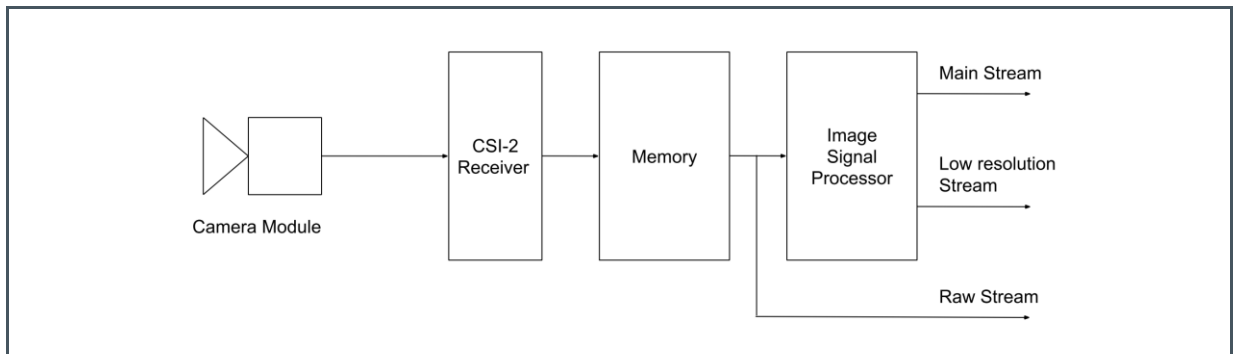 Camera Module
CSI-2
Receiver
Memory
Image
Signal
Processor
Main Stream
Low resolution
Stream
Raw Stream